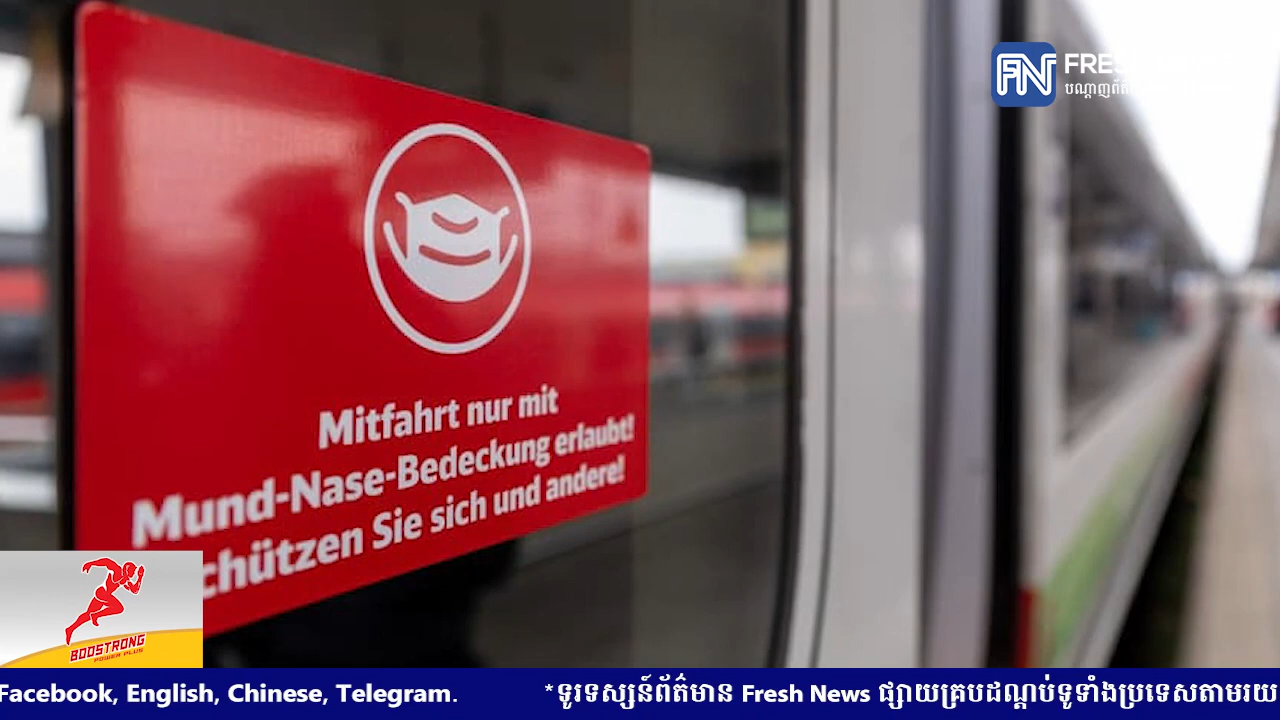 FN
Mitfahrt nur mit
Mund-Nase-Bedeckung erlaubt!
chützen Sie sich und andere!
BOOSTRONG
POWER PLUS
Facebook, English, Chinese, Telegram.
*ទូរទស្សន៍ព័ត៌មាន Fresh News ផ្សាយគ្របដណ្តប់ទូទាំងប្រទេសតាមរយ